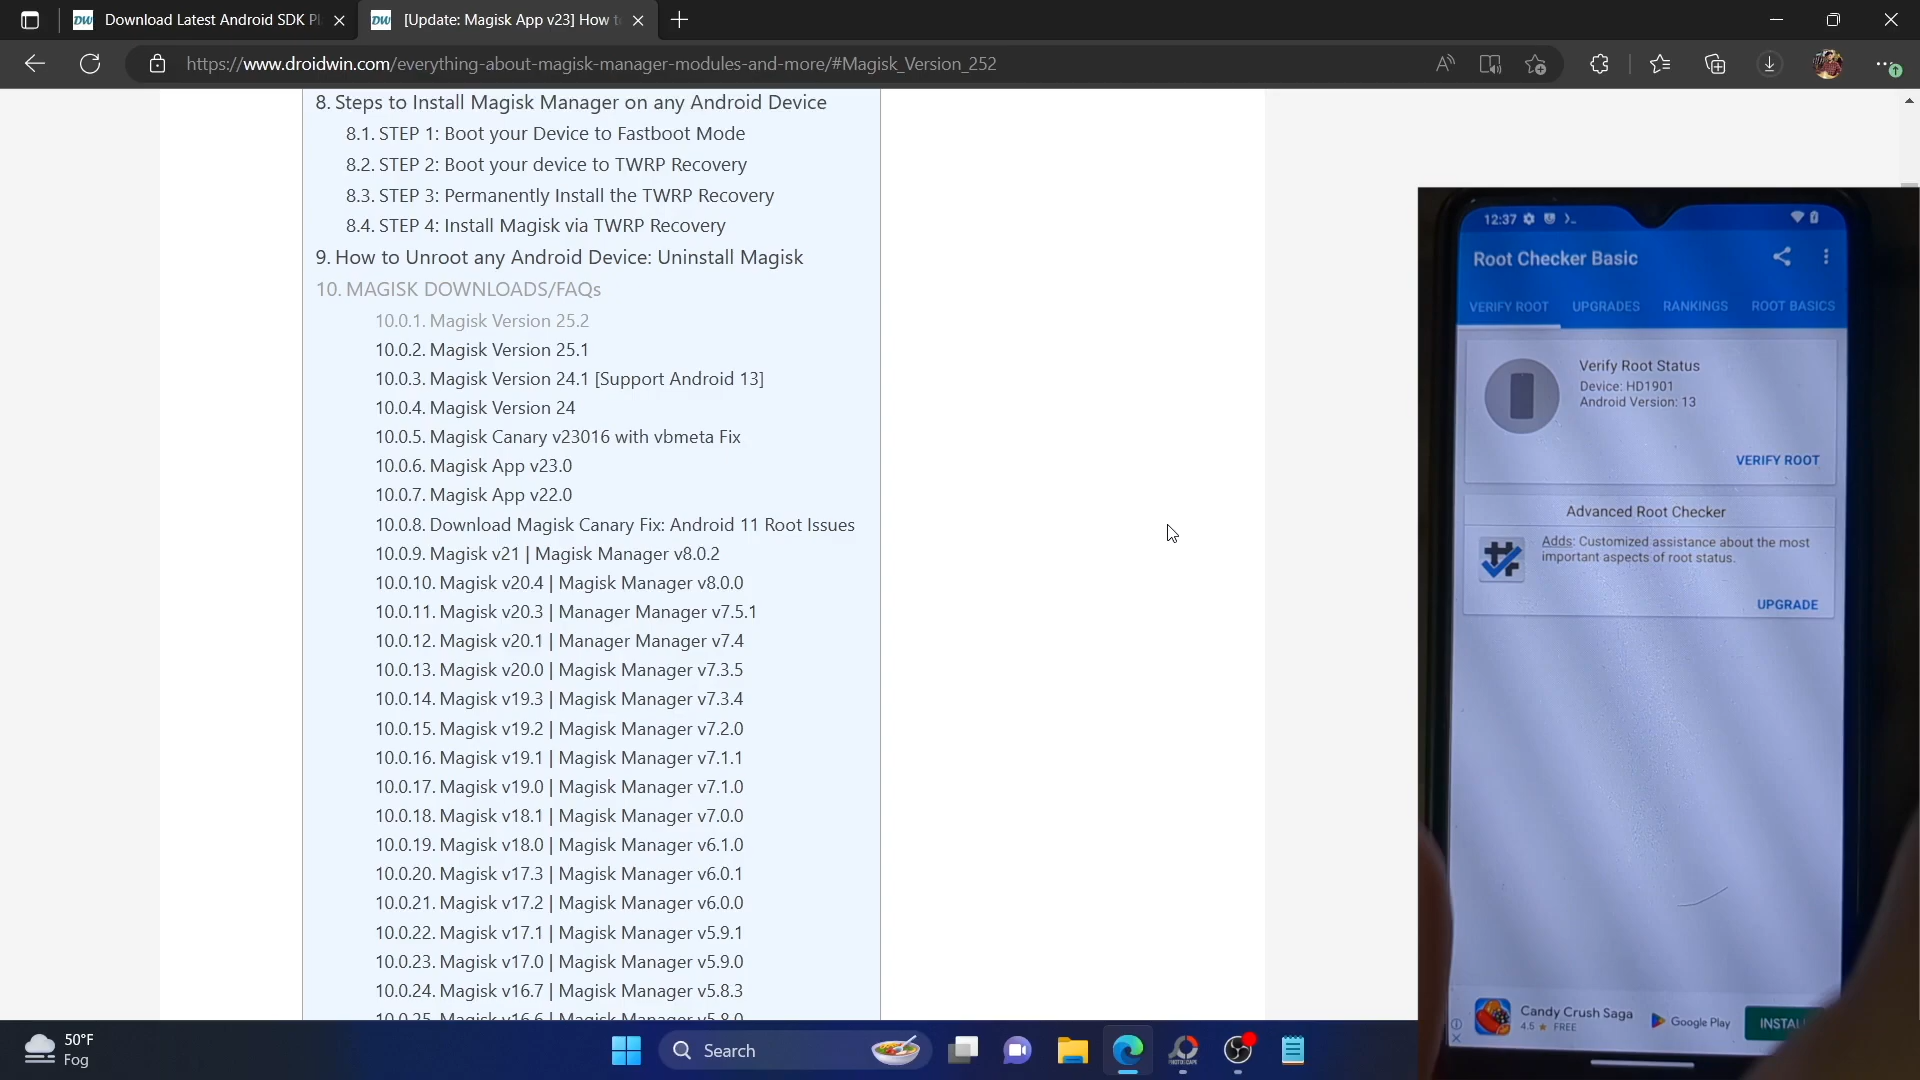 Download Latest Android SDK Pl
[Update: Magisk App v23] How to
https://www.droidwin.com/everything-about-magisk-manager-modules-and-more/#Magisk_Version_252
8. Steps to Install Magisk Manager on any Android Device
8.1. STEP 1: Boot your Device to Fastboot Mode
8.2. STEP 2: Boot your device to TWRP Recovery
8.3. STEP 3: Permanently Install the TWRP Recovery
8.4. STEP 4: Install Magisk via TWRP Recovery
9. How to Unroot any Android Device: Uninstall Magisk
10. MAGISK DOWNLOADS/FAQs
10.0.1. Magisk Version 25.2
10.0.2. Magisk Version 25.1
10.0.3. Magisk Version 24.1 [Support Android 13]
10.0.4. Magisk Version 24
10.0.5. Magisk Canary v23016 with vbmeta Fix
10.0.6. Magisk App v23.0
10.0.7. Magisk App v22.0
10.0.8. Download Magisk Canary Fix: Android 11 Root Issues
10.0.9. Magisk v21 | Magisk Manager v8.0.2
10.0.10. Magisk v20.4 | Magisk Manager v8.0.0
10.0.11. Magisk v20.3 | Manager Manager v7.5.1
10.0.12. Magisk v20.1 | Manager Manager v7.4
10.0.13. Magisk v20.0 | Magisk Manager v7.3.5
10.0.14. Magisk v19.3 | Magisk Manager v7.3.4
10.0.15. Magisk v19.2 | Magisk Manager v7.2.0
10.0.16. Magisk v19.1 | Magisk Manager v7.1.1
10.0.17. Magisk v19.0 | Magisk Manager v7.1.0
10.0.18. Magisk v18.1 | Magisk Manager v7.0.0
10.0.19. Magisk v18.0 | Magisk Manager v6.1.0
10.0.20. Magisk v17.3 | Magisk Manager v6.0.1
10.0.21. Magisk v17.2 | Magisk Manager v6.0.0
10.0.22. Magisk v17.1 | Magisk Manager v5.9.1
10.0.23. Magisk v17.0 | Magisk Manager v5.9.0
10.0.24. Magisk v16.7 | Magisk Manager v5.8.3
10.0.25. Magisk v16.6 | Magisk Manager v5.8.0
12:37
Root Checker Basic
VERIFY ROOT
UPGRADES
RANKINGS
ROOT BASICS
Verify Root Status
Device: HD1901
Android Version: 13
VERIFY ROOT
Advanced Root Checker
Adds: Customized assistance about the most
important aspects of root status.
UPGRADE
Candy Crush Saga
4.5 ★ FREE
Google Play
INSTALL
50°F
Fog
Search